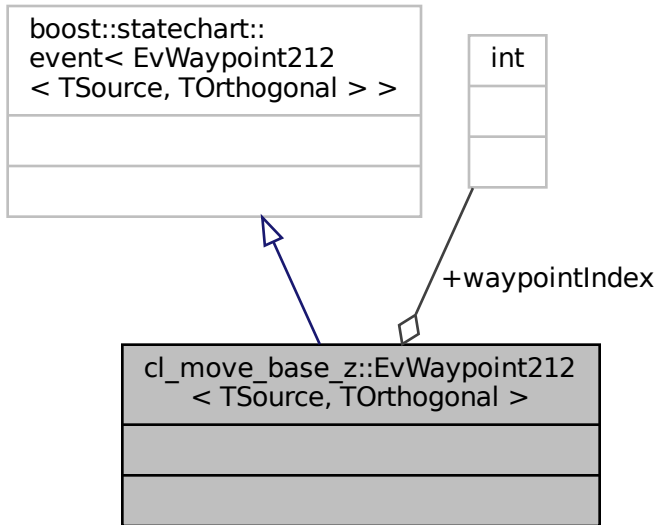 boost::statechart::
event< EvWaypoint212
< TSource, TOrthogonal > >
int
+waypointIndex
cl_move_base_z::EvWaypoint212
< TSource, TOrthogonal >